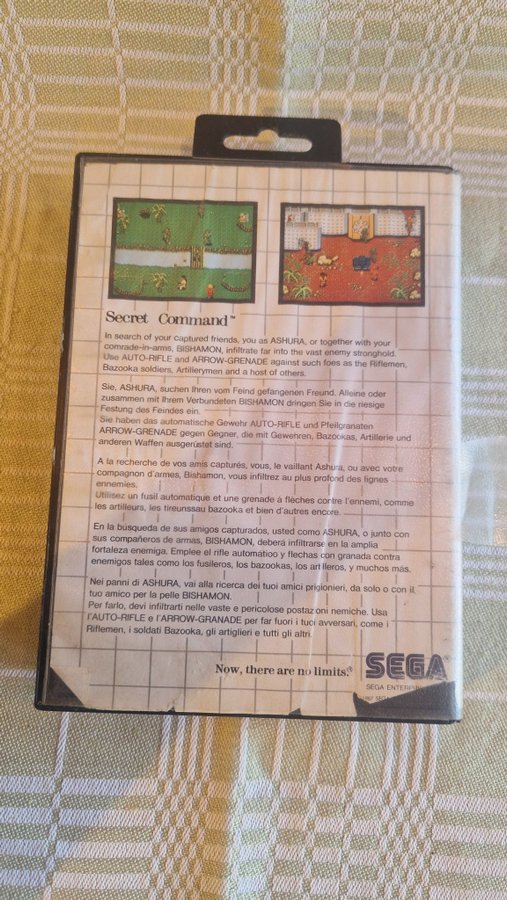 Secret Command™
In search of your captured friends, you as ASHURA, or together with your
comrade-in-arms, BISHAMON, infiltrate far into the vast enemy stronghold.
Use AUTO-RIFLE and ARROW-GRENADE against such foes as the Riflemen,
Bazooka soldiers, Artillerymen and a host of others.
Sie, ASHURA, suchen Ihren vom Feind gefangenen Freund. Alleine oder
zusammen mit Ihrem Verbundeten BISHAMON dringen Sie in die riesige
Festung des Feindes ein.
Sie haben das automatische Gewehr AUTO-RIFLE und Pfeilgranaten
ARROW-GRENADE gegen Gegner, die mit Gewehren, Bazookas, Artillerie und
anderen Waffen ausgerüstet sind.
A la recherche de vos amis capturés, vous, le vaillant Ashura, ou avec votre
compagnon d'armes, Bishamon, vous infiltrez au plus profond des lignes
ennemies.
Utilisez un fusil automatique et une grenade à flèches contre l'ennemi, comme
les artilleurs, les tireurssau bazooka et bien d'autres encore.
En la búsqueda de sus amigos capturados, usted como ASHURA, o junto con
sus compañeros de armas, BISHAMON, deberá infiltrarse en la amplia
fortaleza enemiga. Emplee el rifle automatioo y flechas con granada contra
enemigos tales como los fusileros, los bazookas, los artilleros, y muchos más.
Nei panni di ASHURA, vai alla ricerca dei tuoi amici prigionieri, da solo o con il
tuo amico per la pelle BISHAMON.
Per farlo, devi infiltrarti nelle vaste e pericolose postazioni nemiche. Usa
l'AUTO-RIFLE e l'ARROW-GRANADE per far fuori i tuoi avversari, come i
Riflemen, i soldati Bazooka, gli artiglieri e tutti gli altri.
Now, there are no limits.®
SEGA
SEGA